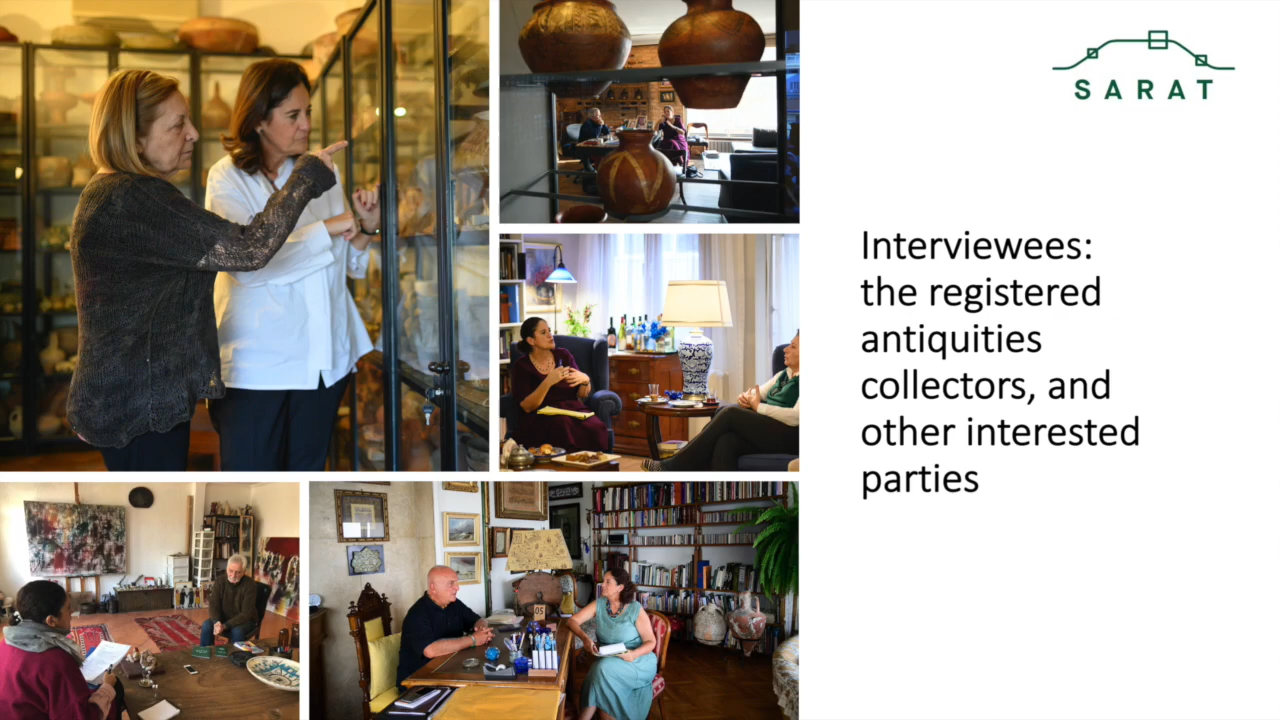 SARAT
Interviewees:
the registered
antiquities
collectors, and
other interested
parties